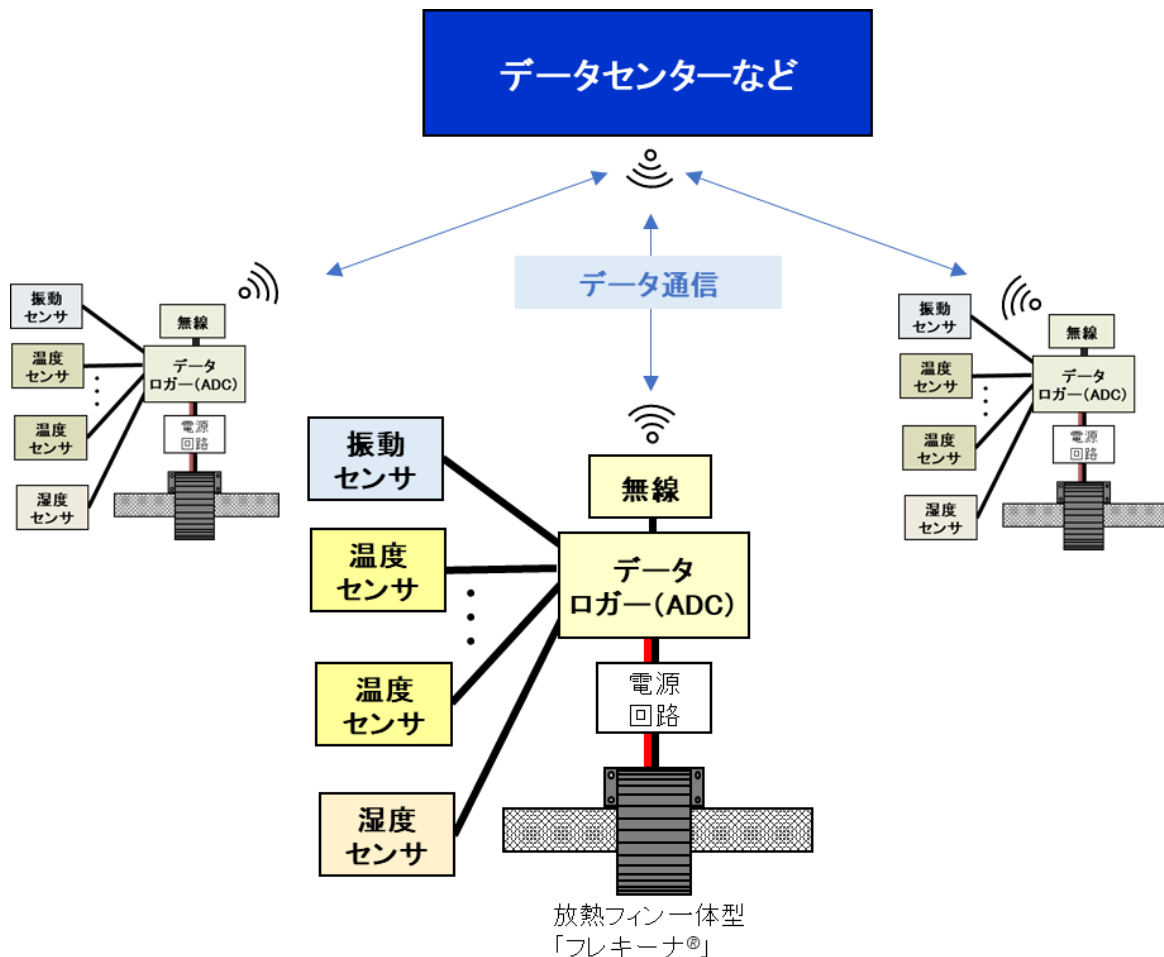 データセンターなど
データ通信
振動
センサ
温度
センサ
温度
センサ
湿度
センサ
無線
データ
ロガー(ADC)
電源
回路
振動
センサ
温度
センサ
温度
センサ
湿度
センサ
無線
データ
ロガー(ADC)
電源
回路
放熱フィン一体型
「フレキーナ®」
振動
センサ
温度
センサ
温度
センサ
湿度
センサ
無線
データ
ロガー(ADC)
電源
回路